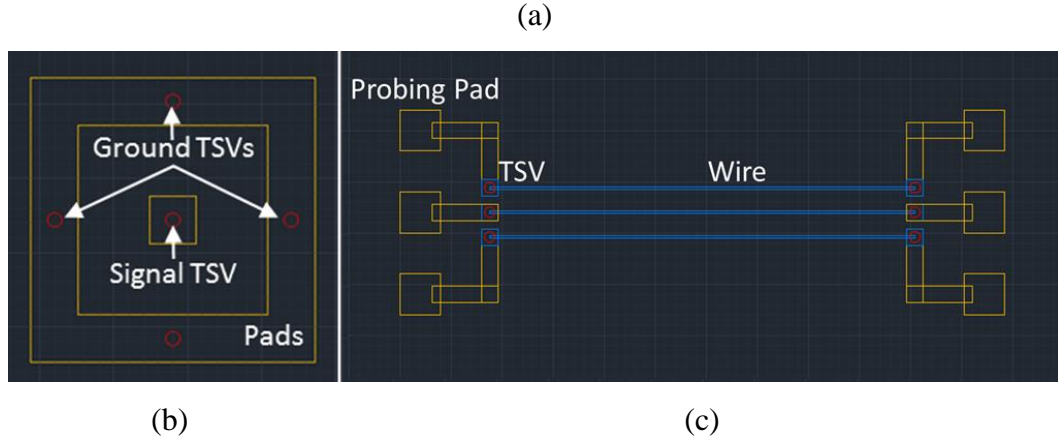 (a)
Ground TSVs
Signal TSV
Pads
Probing Pad
TSV
Wire
(b)
(c)